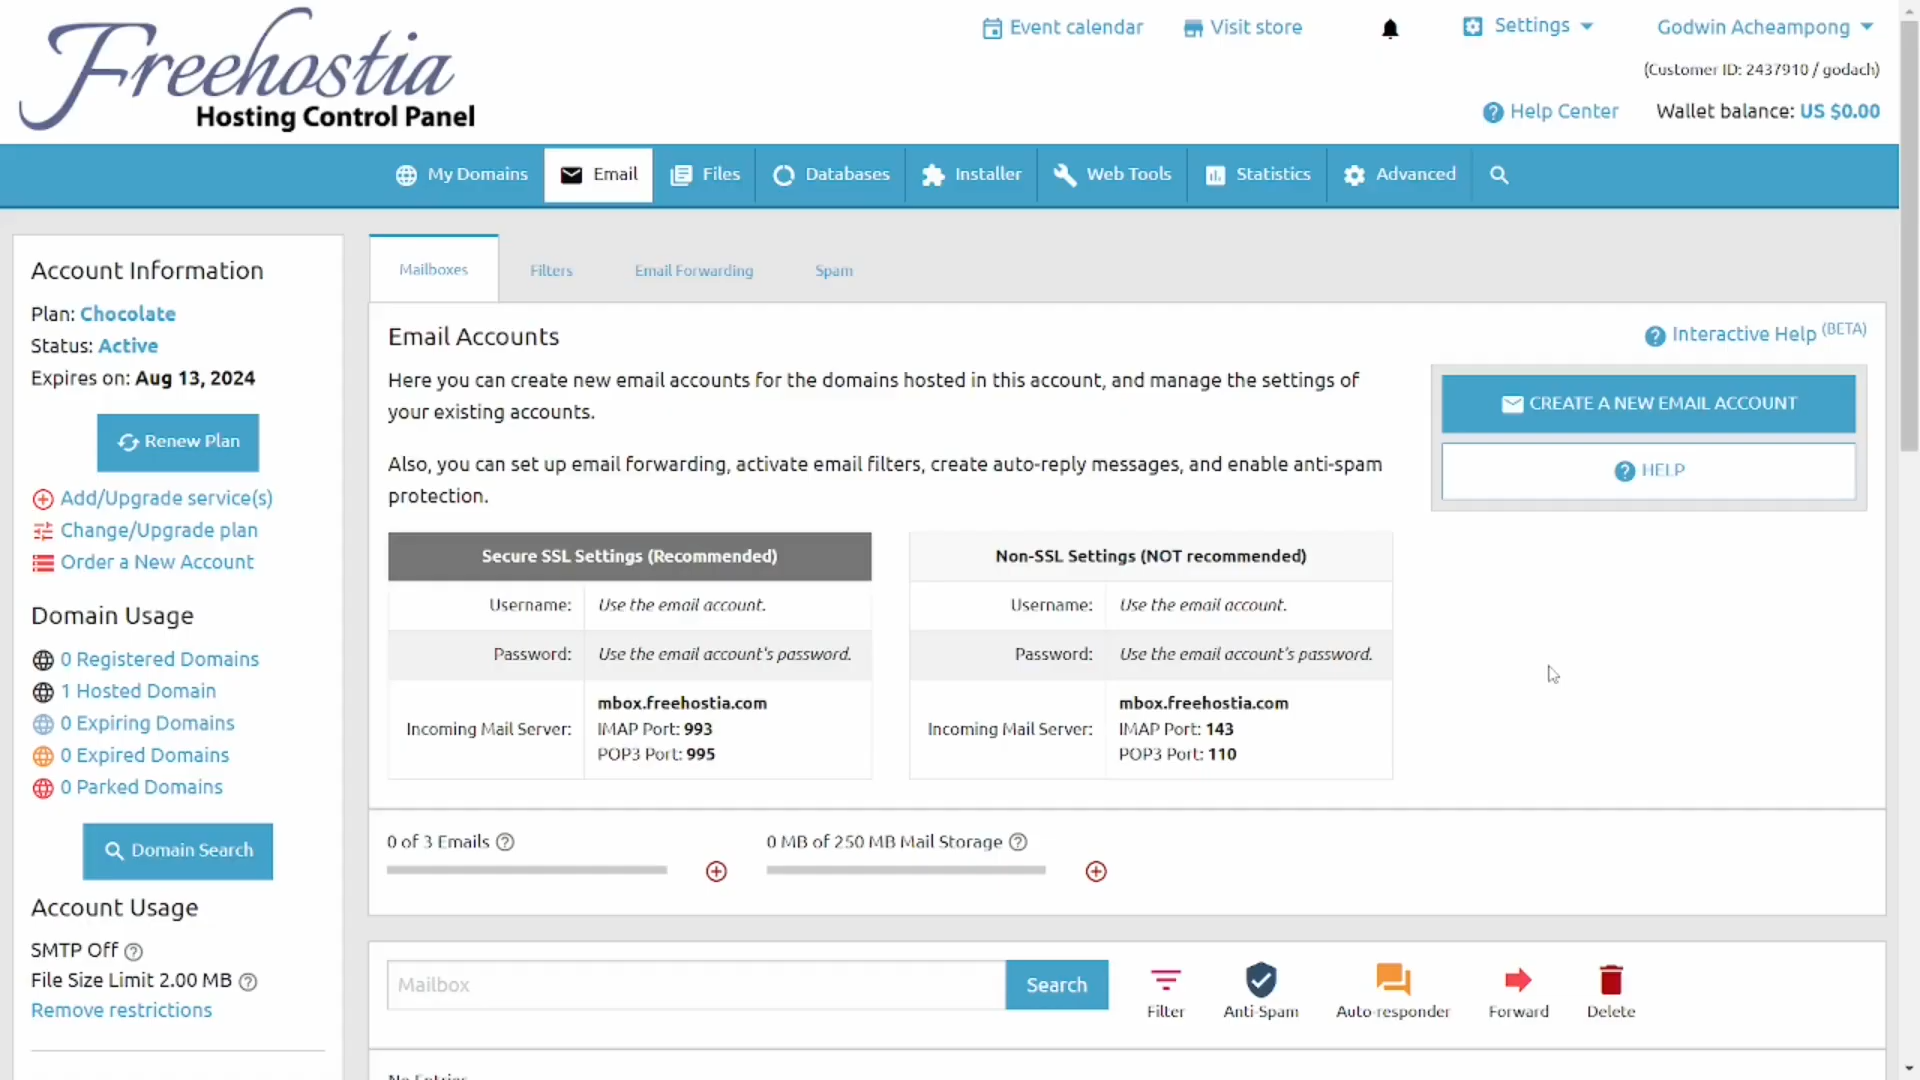 Freehostia
Hosting Control Panel
Event calendar
Visit store
Settings
Godwin Acheampong
(Customer ID: 2437910 / godach)
Help Center
Wallet balance: US $0.00
My Domains
Email
Files
Databases
Installer
Web Tools
Statistics
Advanced
Account Information
Plan: Chocolate
Status: Active
Expires on: Aug 13, 2024
Renew Plan
Add/Upgrade service(s)
Change/Upgrade plan
Order a New Account
Domain Usage
0 Registered Domains
1 Hosted Domain
0 Expiring Domains
0 Expired Domains
0 Parked Domains
Domain Search
Account Usage
SMTP Off
File Size Limit 2.00 MB
Remove restrictions
Mailboxes
Filters
Email Forwarding
Spam
Email Accounts
Interactive Help (BETA)
Here you can create new email accounts for the domains hosted in this account, and manage the settings of
your existing accounts.
Also, you can set up email forwarding, activate email filters, create auto-reply messages, and enable anti-spam
protection.
CREATE A NEW EMAIL ACCOUNT
HELP
Secure SSL Settings (Recommended)
Username: Use the email account.
Password: Use the email account's password.
Incoming Mail Server: mbox.freehostia.com
IMAP Port: 993
POP3 Port: 995
Non-SSL Settings (NOT recommended)
Username: Use the email account.
Password: Use the email account's password.
Incoming Mail Server: mbox.freehostia.com
IMAP Port: 143
POP3 Port: 110
0 of 3 Emails
0 MB of 250 MB Mail Storage
Mailbox
Search
Filter
Anti-Spam
Auto-responder
Forward
Delete
No Entries